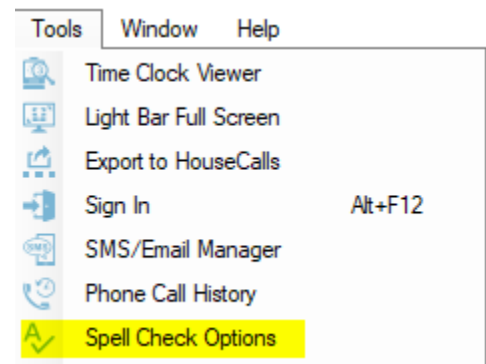 Tools Window Help
Time Clock Viewer
Light Bar Full Screen
Export to HouseCalls
Sign In Alt+F12
SMS SMS/Email Manager
Phone Call History
A Spell Check Options